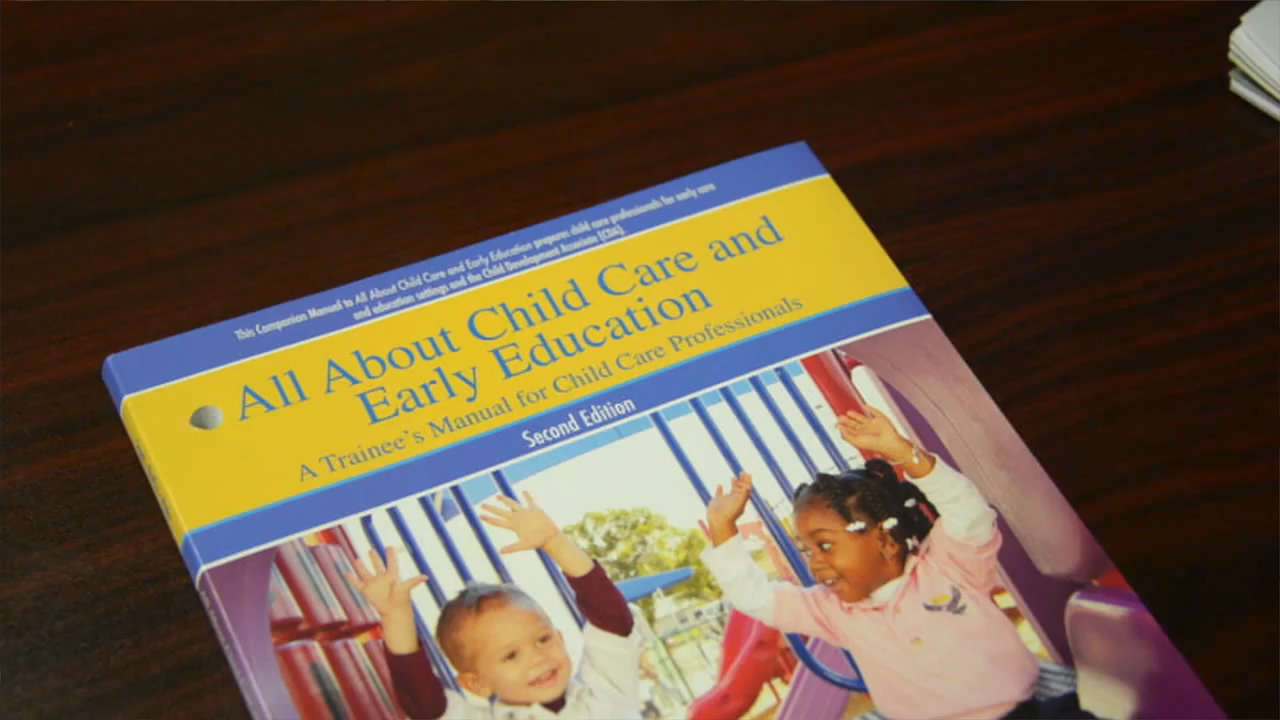 This Companion Manual to All About Child Care and Early Education prepares child care professionals for early care
and education settings and the Child Development Associate (CDA).
All About Child Care and
Early Education
A Trainee's Manual for Child Care Professionals
Second Edition